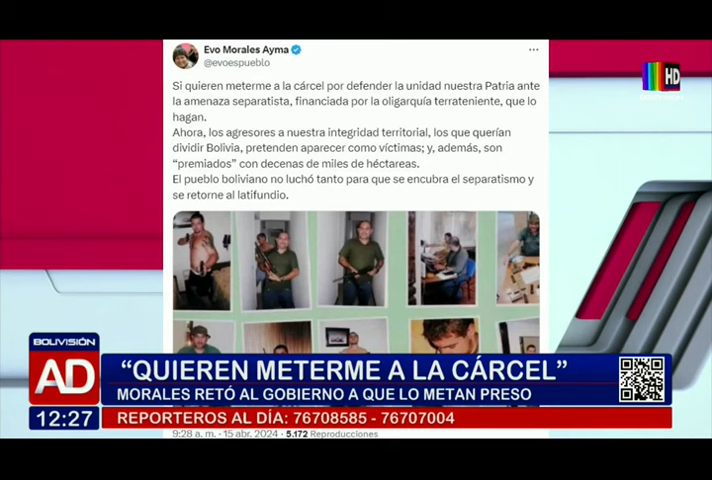 Evo Morales Ayma
@evoespueblo
Si quieren meterme a la cárcel por defender la unidad nuestra Patria ante
la amenaza separatista, financiada por la oligarquía terrateniente, que lo
hagan.
Ahora, los agresores a nuestra integridad territorial, los que querían
dividir Bolivia, pretenden aparecer como víctimas; y, además, son
“premiados” con decenas de miles de héctareas.
El pueblo boliviano no luchó tanto para que se encubra el separatismo y
se retorne al latifundio.
HD
BOLIVISIÓN
AD
12:27
“QUIEREN METERME A LA CÁRCEL”
MORALES RETÓ AL GOBIERNO A QUE LO METAN PRESO
REPORTEROS AL DÍA: 76708585 - 76707004
9:28 a. m. · 15 abr. 2024 · 5.172 Reproducciones